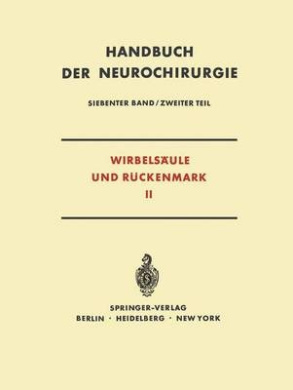 HANDBUCH
DER NEUROCHIRURGIE
SIEBENTER BAND/ZWEITER TEIL
WIRBELSÄULE
UND RÜCKENMARK
II
SPRINGER-VERLAG
BERLIN · HEIDELBERG · NEW YORK